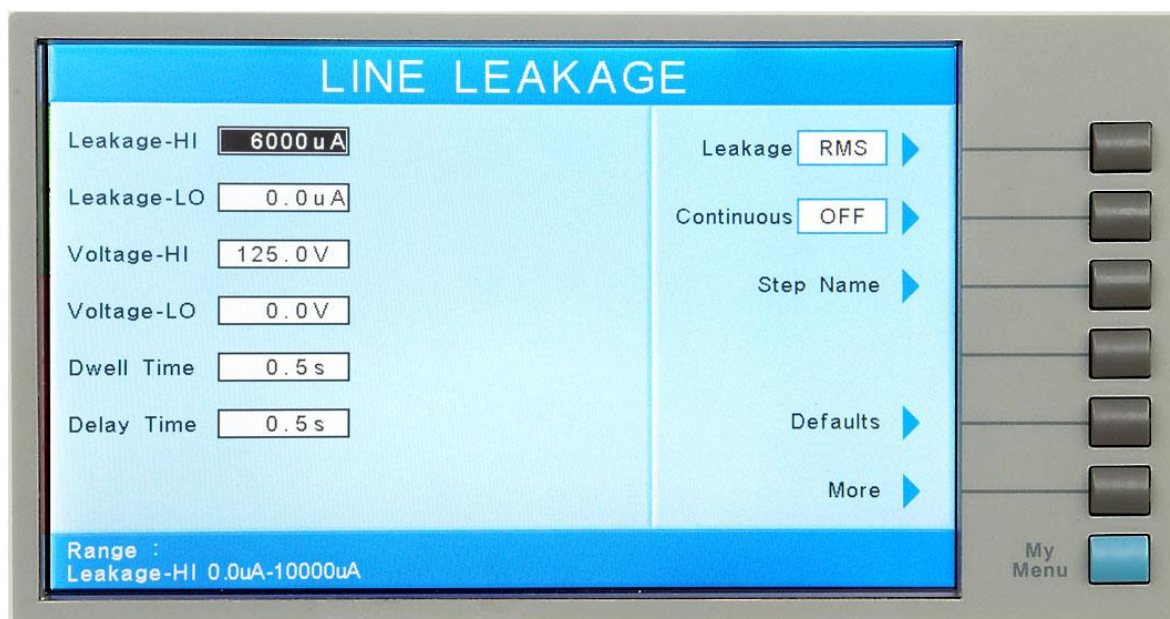 LINE LEAKAGE
Leakage-HI 6000uA
Leakage-LO 0.0uA
Voltage-HI 125.0V
Voltage-LO 0.0V
Dwell Time 0.5s
Delay Time 0.5s
Leakage RMS
Continuous OFF
Step Name
Defaults
More
Range :
Leakage-HI 0.0uA-10000uA
My
Menu